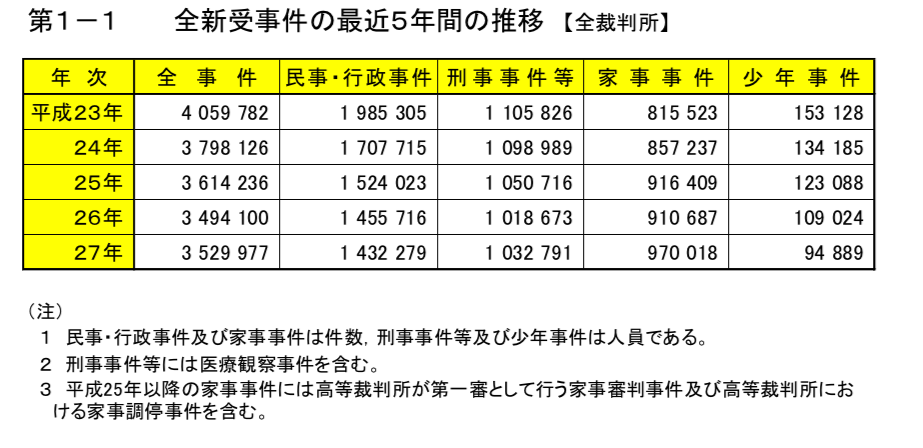 第１－１　全新受事件の最近５年間の推移【全裁判所】
年次　全事件　民事・行政事件　刑事事件等　家事事件　少年事件
平成２３年　4 059 782　1 985 305　1 105 826　815 523　153 128
２４年　3 798 126　1 707 715　1 098 989　857 237　134 185
２５年　3 614 236　1 524 023　1 050 716　916 409　123 088
２６年　3 494 100　1 455 716　1 018 673　910 687　109 024
２７年　3 529 977　1 432 279　1 032 791　970 018　94 889
（注）
１　民事・行政事件及び家事事件は件数，刑事事件等及び少年事件は人員である。
２　刑事事件等には医療観察事件を含む。
３　平成25年以降の家事事件には高等裁判所が第一審として行う家事審判事件及び高等裁判所にお
ける家事調停事件を含む。